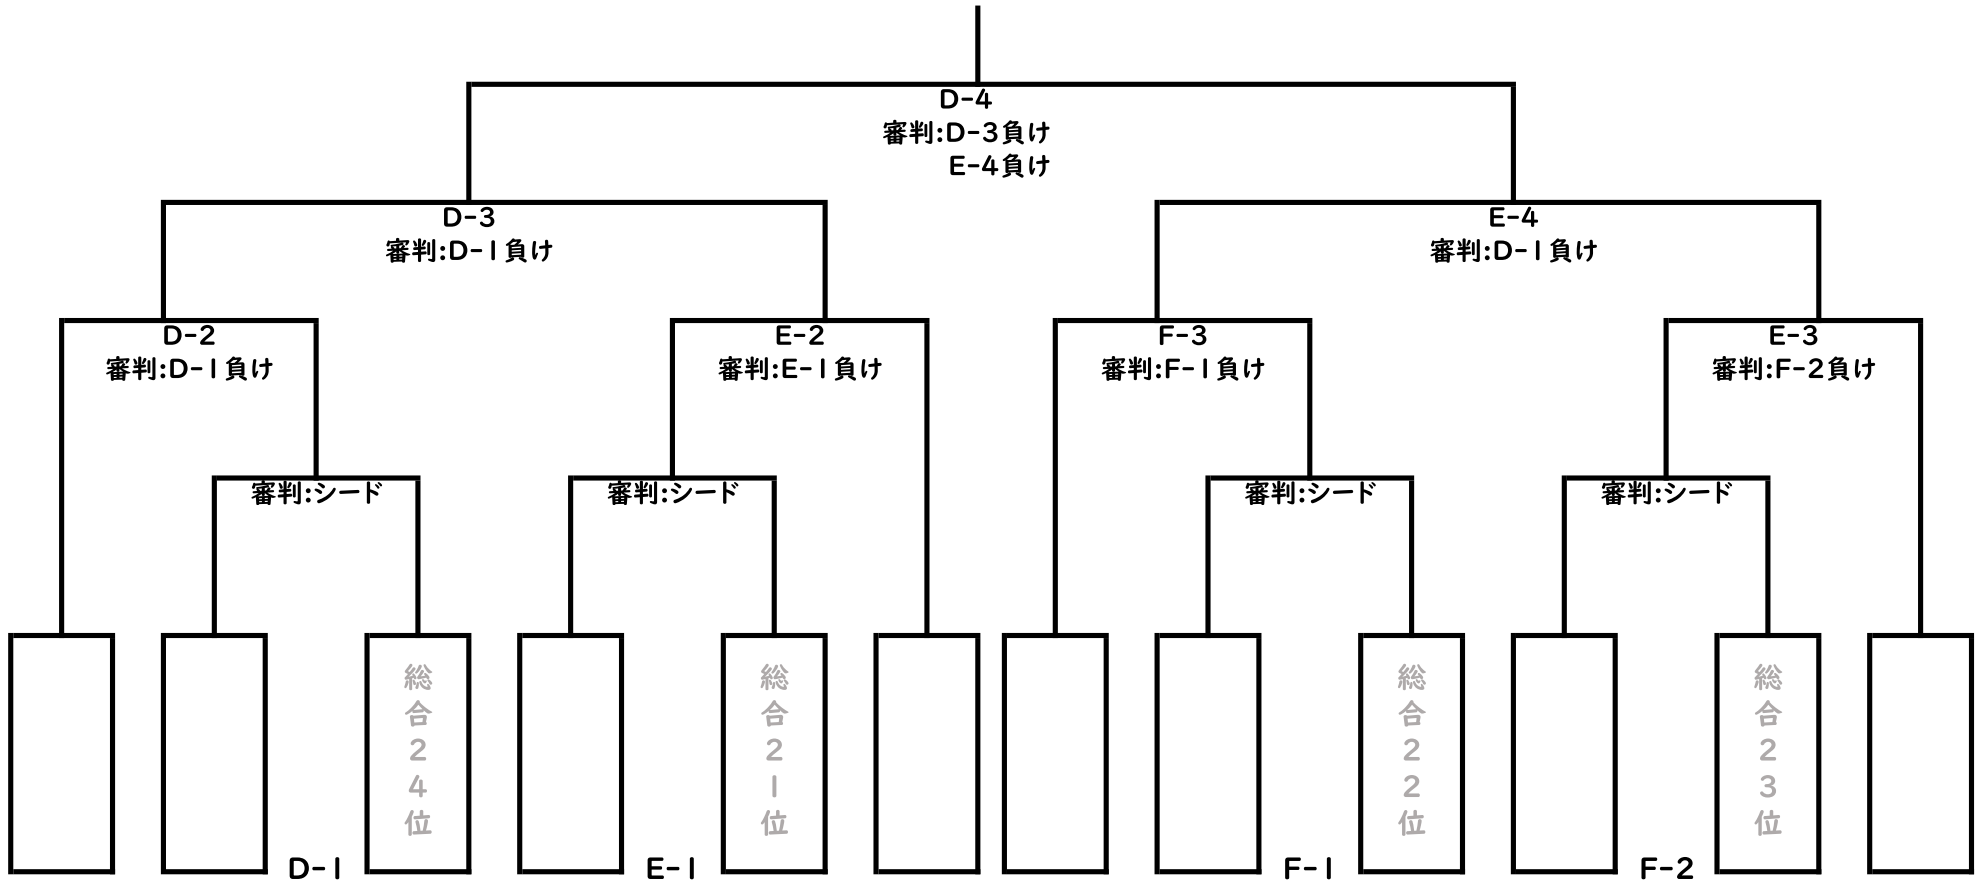 D-4
審判:D-3負け
E-4負け
D-3
審判:D-1負け
E-4
審判:D-1負け
D-2
審判:D-1負け
E-2
審判:E-1負け
F-3
審判:F-1負け
E-3
審判:F-2負け
審判:シード
審判:シード
審判:シード
審判:シード
総合24位
総合21位
総合22位
総合23位
D-1
E-1
F-1
F-2